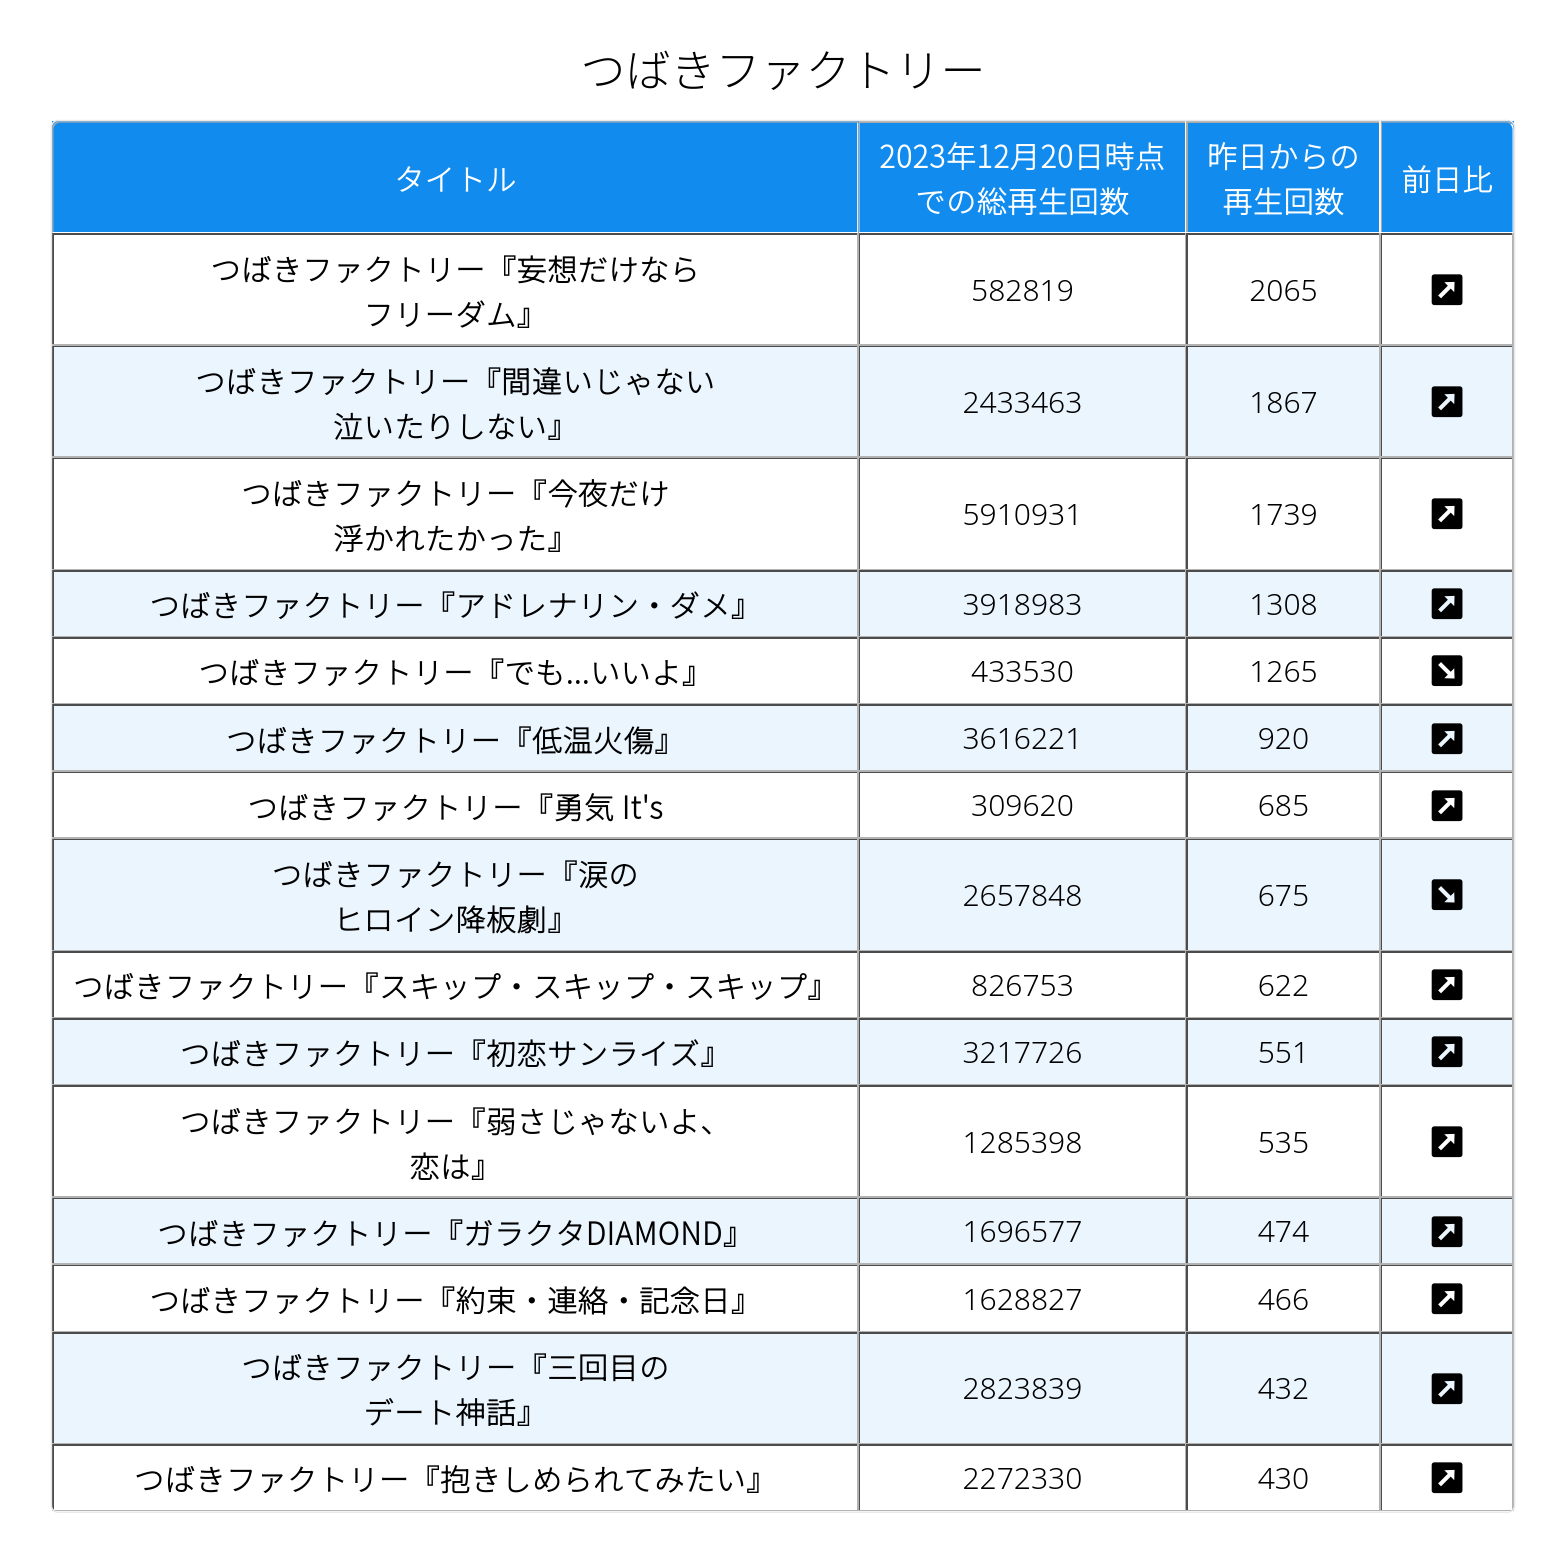 つばきファクトリー
タイトル
2023年12月20日時点
での総再生回数
昨日からの
再生回数
前日比
つばきファクトリー『妄想だけなら
フリーダム』
582819
2065
つばきファクトリー『間違いじゃない
泣いたりしない』
2433463
1867
つばきファクトリー『今夜だけ
浮かれたかった』
5910931
1739
つばきファクトリー『アドレナリン・ダメ』
3918983
1308
つばきファクトリー『でも...いいよ』
433530
1265
つばきファクトリー『低温火傷』
3616221
920
つばきファクトリー『勇気 It's
309620
685
つばきファクトリー『涙の
ヒロイン降板劇』
2657848
675
つばきファクトリー『スキップ・スキップ・スキップ』
826753
622
つばきファクトリー『初恋サンライズ』
3217726
551
つばきファクトリー『弱さじゃないよ、
恋は』
1285398
535
つばきファクトリー『ガラクタDIAMOND』
1696577
474
つばきファクトリー『約束・連絡・記念日』
1628827
466
つばきファクトリー『三回目の
デート神話』
2823839
432
つばきファクトリー『抱きしめられてみたい』
2272330
430